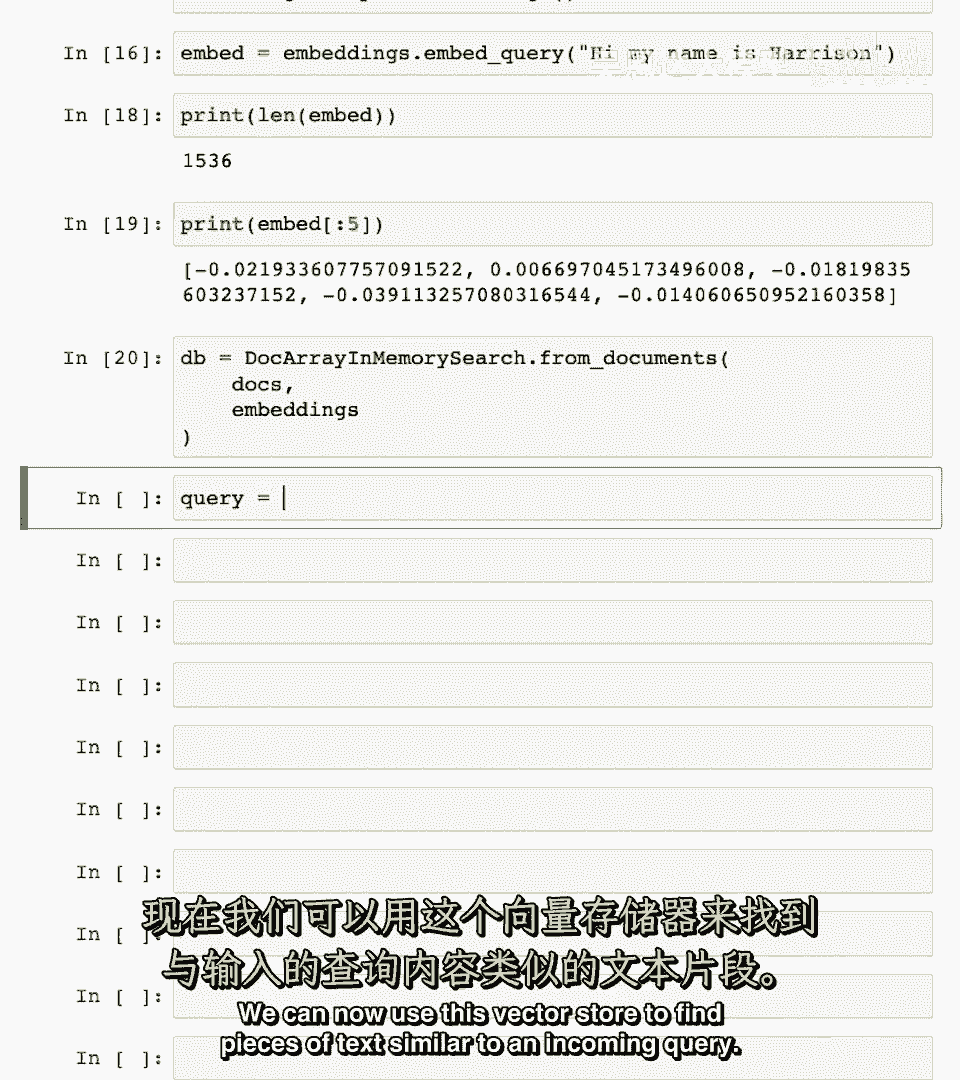 In [16]: embed = embeddings.embed_query("Hi my name is Harrison")
In [18]: print(len(embed))
1536
In [19]: print(embed[:5])
[-0.021933607757091522, 0.006697045173496008, -0.01819835
603237152, -0.039113257080316544, -0.014060650952160358]
In [20]: db = DocArrayInMemorySearch.from_documents(
docs,
embeddings
)
In [ ]: query =
In [ ]:
In [ ]:
In [ ]:
In [ ]:
In [ ]:
In [ ]:
In [ ]:
In [ ]:
In [ ]:
现在我们可以用这个向量存储器来找到
与输入的查询内容类似的文本片段。
We can now use this vector store to find
pieces of text similar to an incoming query.